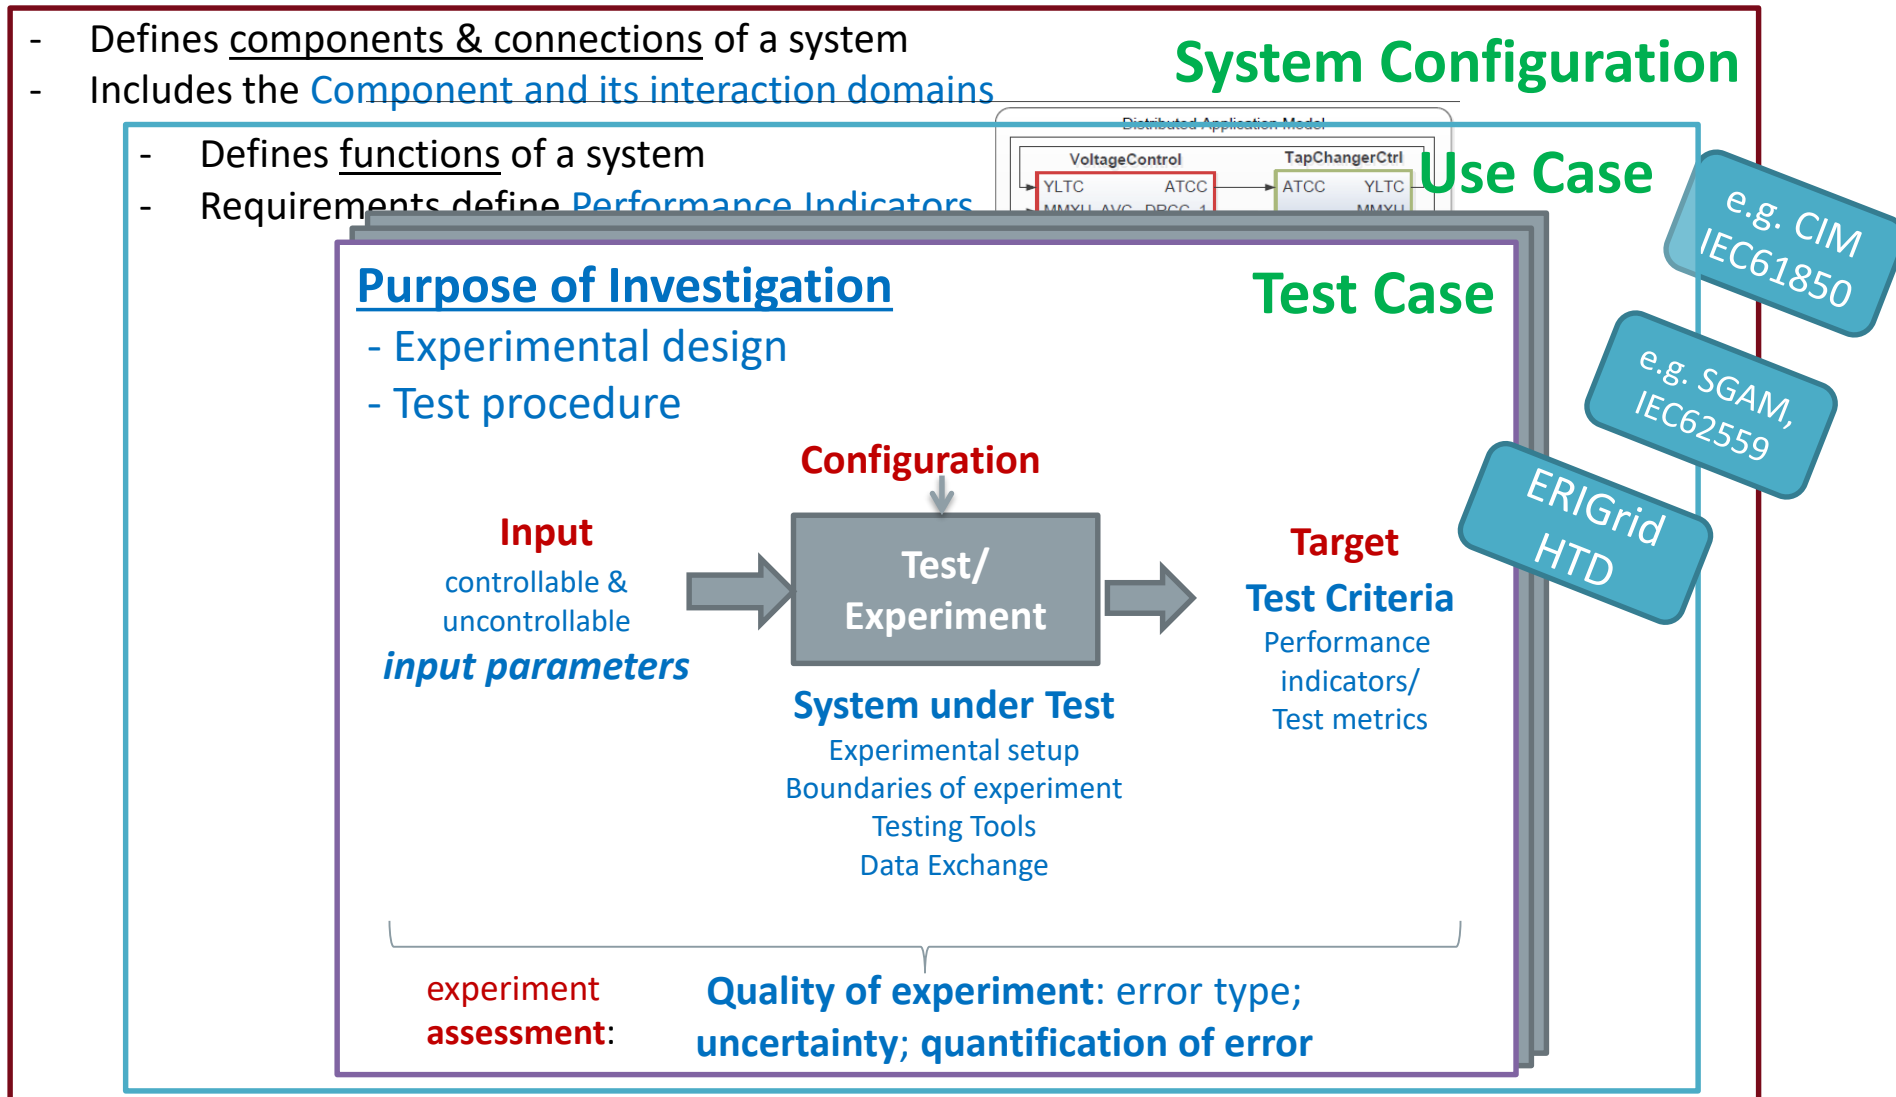 - Defines components & connections of a system
- Includes the Component and its interaction domains
System Configuration
Distributed Application Model
- Defines functions of a system
- Requirements define Performance Indicators
VoltageControl
TapChangerCtrl
YLTC ATCC
ATCC YLTC
MMXU_AVC DRCC_1
MMXU
Use Case
e.g. CIM
IEC61850
e.g. SGAM,
IEC62559
ERIGrid
HTD
Purpose of Investigation
Test Case
- Experimental design
- Test procedure
Configuration
Input
controllable &
uncontrollable
input parameters
Test/
Experiment
Target
Test Criteria
Performance
indicators/
Test metrics
System under Test
Experimental setup
Boundaries of experiment
Testing Tools
Data Exchange
experiment
assessment:
Quality of experiment: error type;
uncertainty; quantification of error